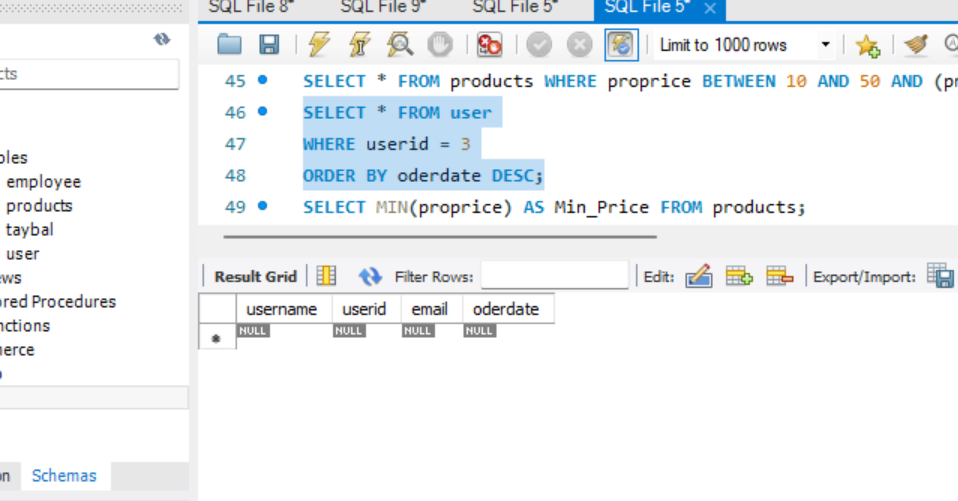 SQL File 8* SQL File 9* SQL File 5* SQL File 5* ×
Limit to 1000 rows
cts
45 SELECT * FROM products WHERE proprice BETWEEN 10 AND 50 AND (pr
46 SELECT * FROM user
47 WHERE userid = 3
48 ORDER BY oderdate DESC;
49 SELECT MIN(proprice) AS Min_Price FROM products;
bles
employee
products
taybal
user
ews
ored Procedures
nctions
merce
Result Grid Filter Rows: Edit: Export/Import:
username userid email oderdate
* NULL NULL NULL NULL
on Schemas